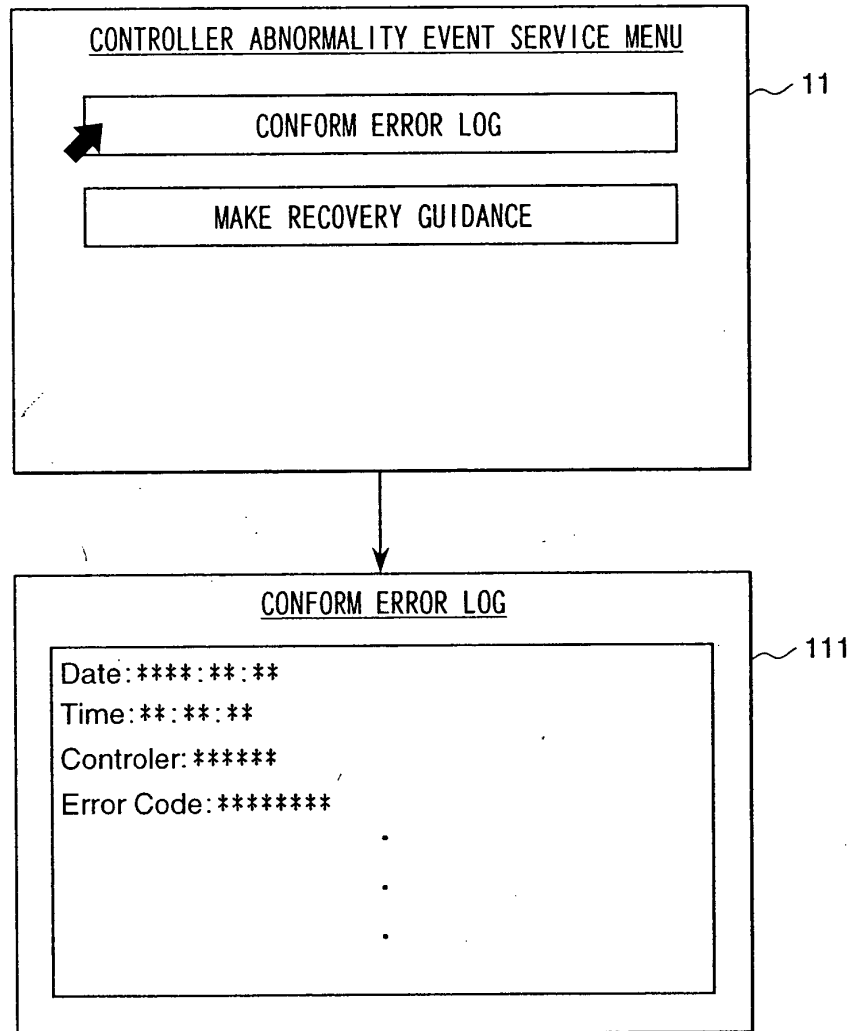 CONTROLLER ABNORMALITY EVENT SERVICE MENU
11
CONFORM ERROR LOG
MAKE RECOVERY GUIDANCE
CONFORM ERROR LOG
111
Date:****:**:**
Time:**:**:**
Controler:******
Error Code:********